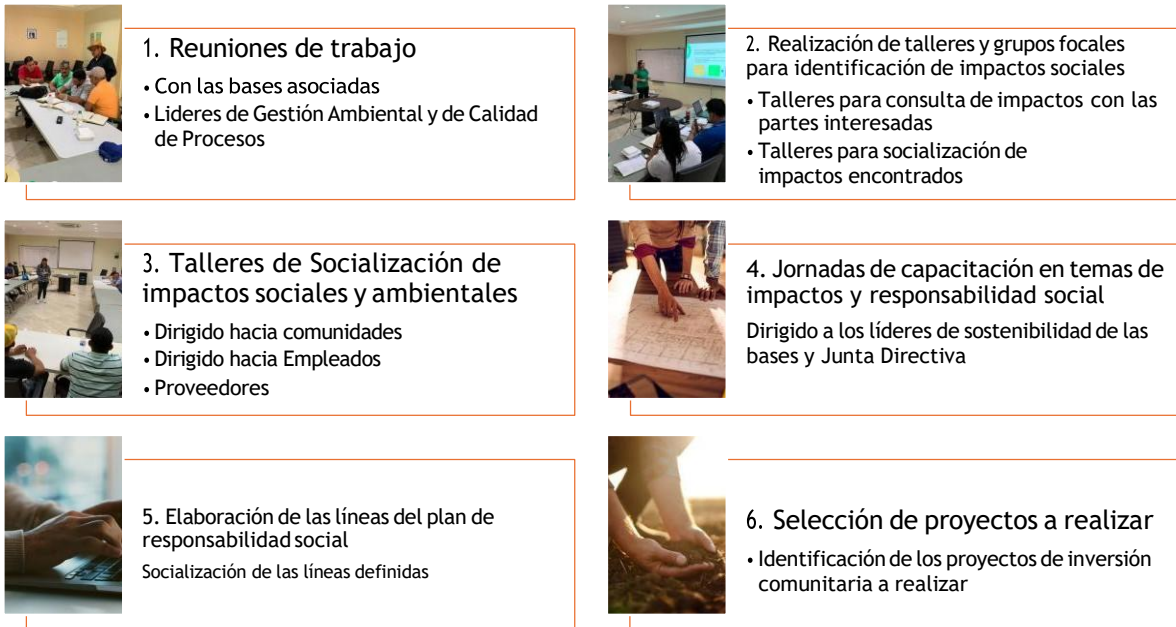 1. Reuniones de trabajo
• Con las bases asociadas
• Lideres de Gestión Ambiental y de Calidad
de Procesos
2. Realización de talleres y grupos focales
para identificación de impactos sociales
• Talleres para consulta de impactos con las
partes interesadas
• Talleres para socialización de
impactos encontrados
3. Talleres de Socialización de
impactos sociales y ambientales
• Dirigido hacia comunidades
• Dirigido hacia Empleados
• Proveedores
4. Jornadas de capacitación en temas de
impactos y responsabilidad social
Dirigido a los líderes de sostenibilidad de las
bases y Junta Directiva
5. Elaboración de las líneas del plan de
responsabilidad social
Socialización de las líneas definidas
6. Selección de proyectos a realizar
• Identificación de los proyectos de inversión
comunitaria a realizar